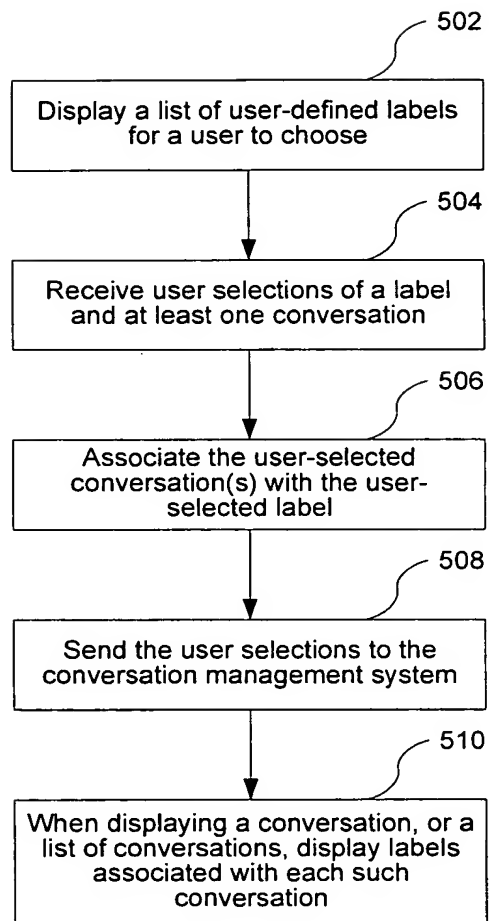 502
Display a list of user-defined labels
for a user to choose
504
Receive user selections of a label
and at least one conversation
506
Associate the user-selected
conversation(s) with the user-
selected label
508
Send the user selections to the
conversation management system
510
When displaying a conversation, or a
list of conversations, display labels
associated with each such
conversation